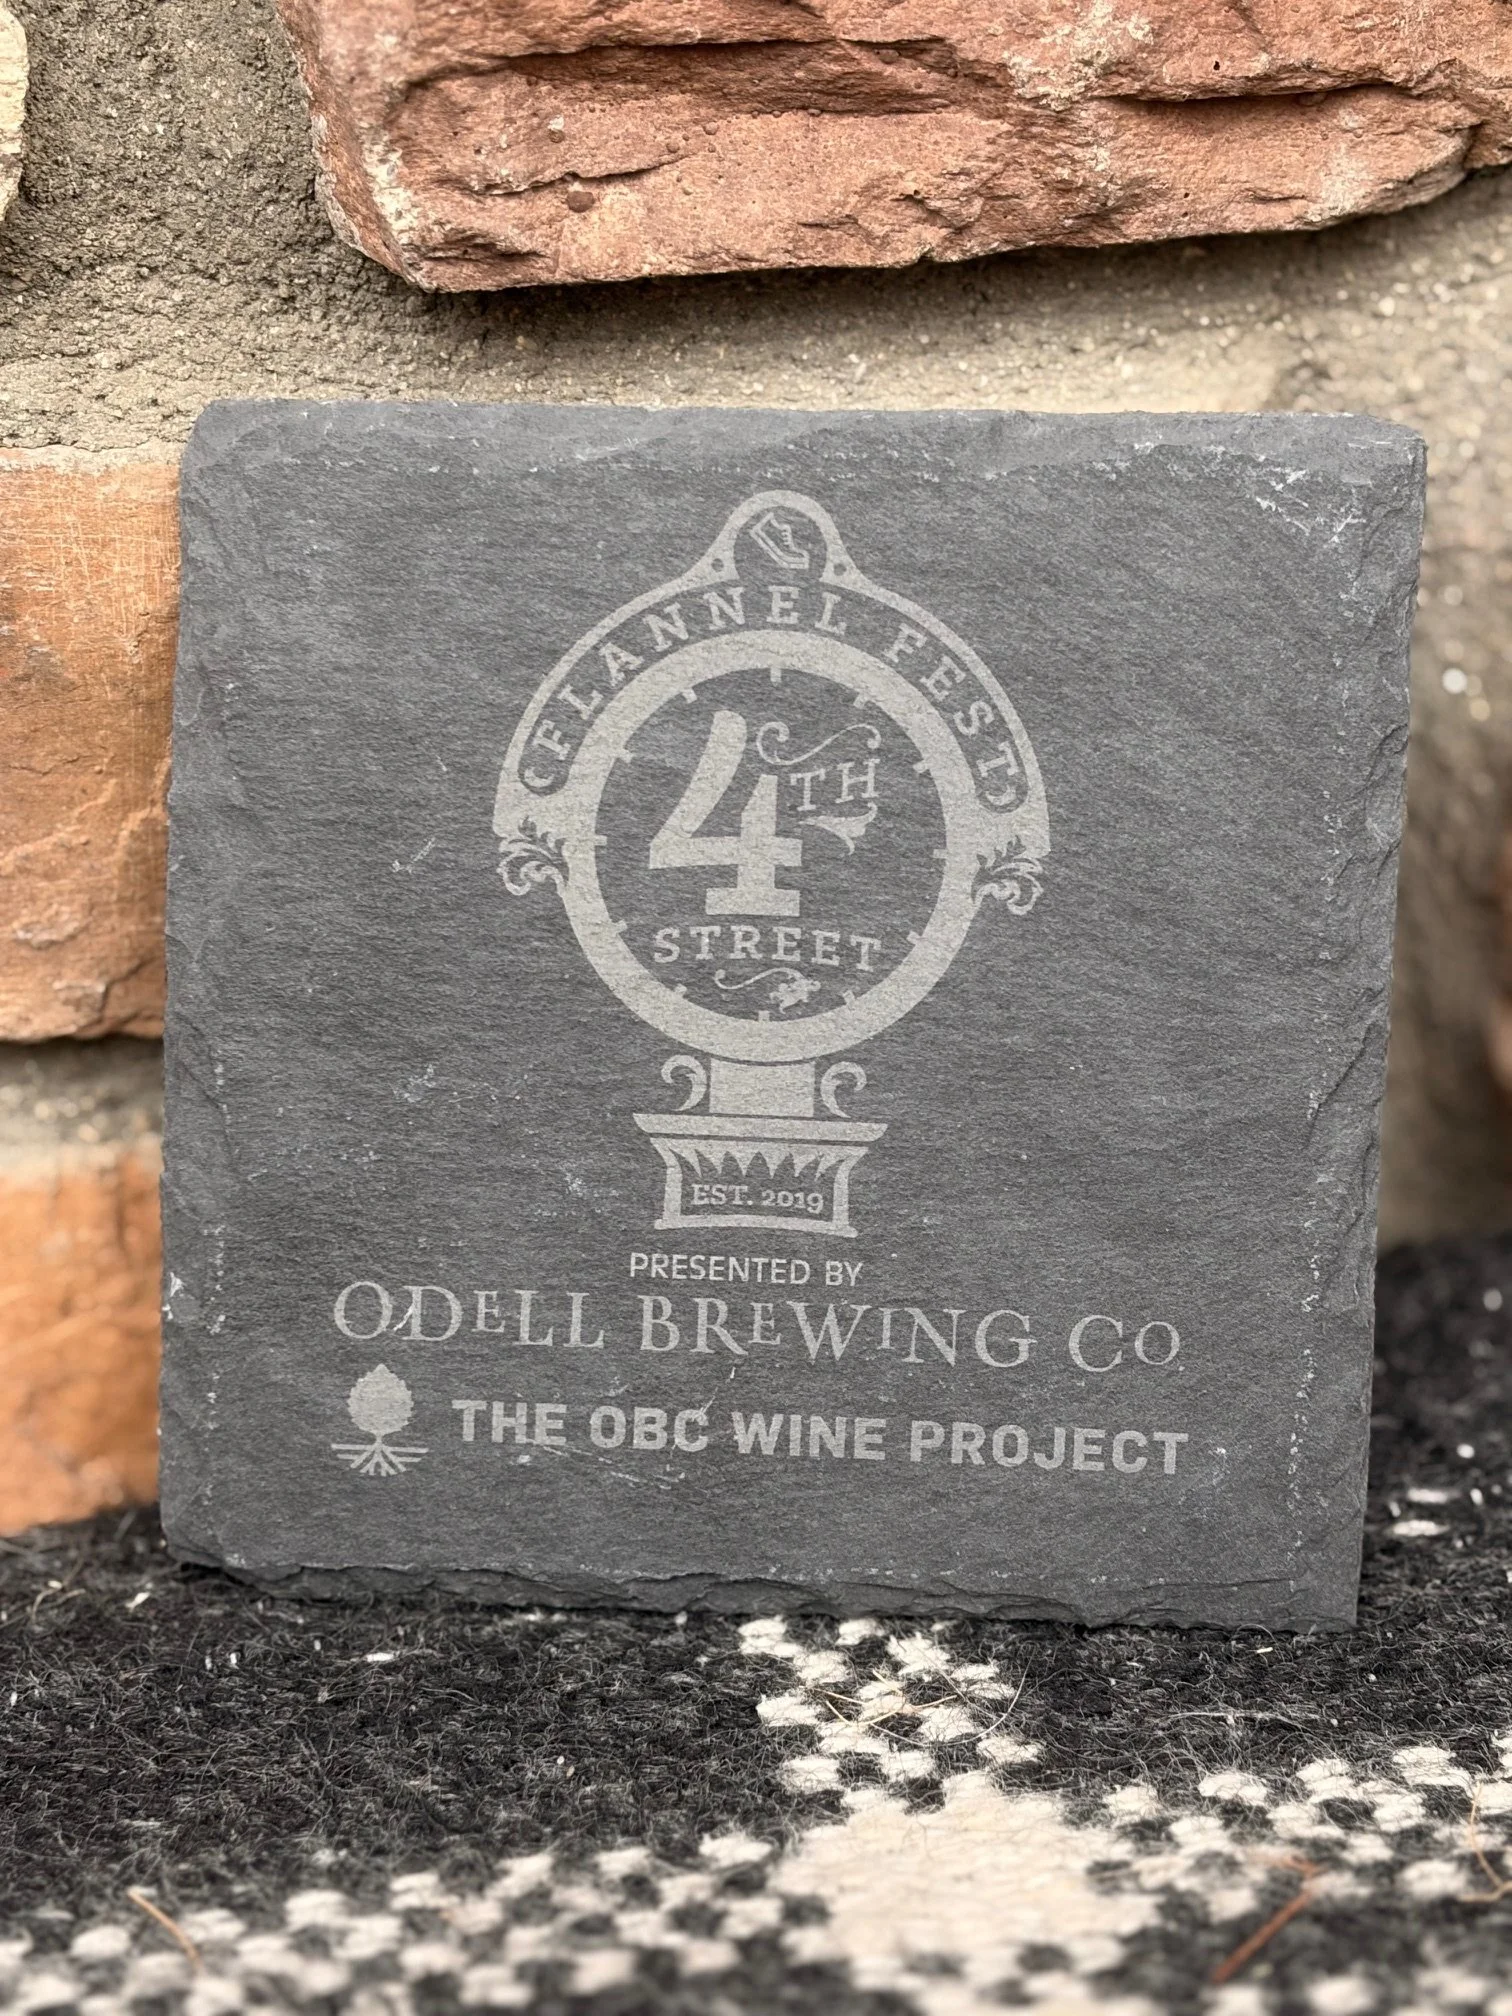 FLANNEL FEST
4TH
STREET
EST. 2019
PRESENTED BY
ODELL BREWING CO
THE OBC WINE PROJECT